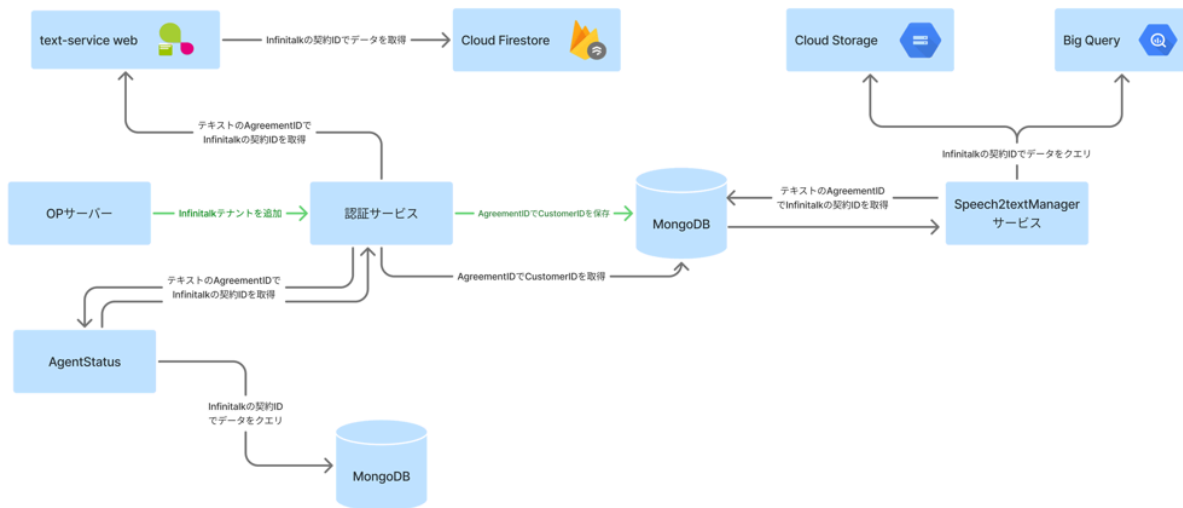 text-service web
Infinitalkの契約IDでデータを取得
Cloud Firestore
Cloud Storage
Big Query
テキストのAgreementIDで
Infinitalkの契約IDを取得
Infinitalkの契約IDでデータをクエリ
OPサーバー
Infinitalkテナントを追加
認証サービス
AgreementIDでCustomerIDを保存
MongoDB
テキストのAgreementID
でInfinitalkの契約IDを取得
Speech2textManager
サービス
テキストのAgreementIDで
Infinitalkの契約IDを取得
AgreementIDでCustomerIDを取得
AgentStatus
Infinitalkの契約ID
でデータをクエリ
MongoDB